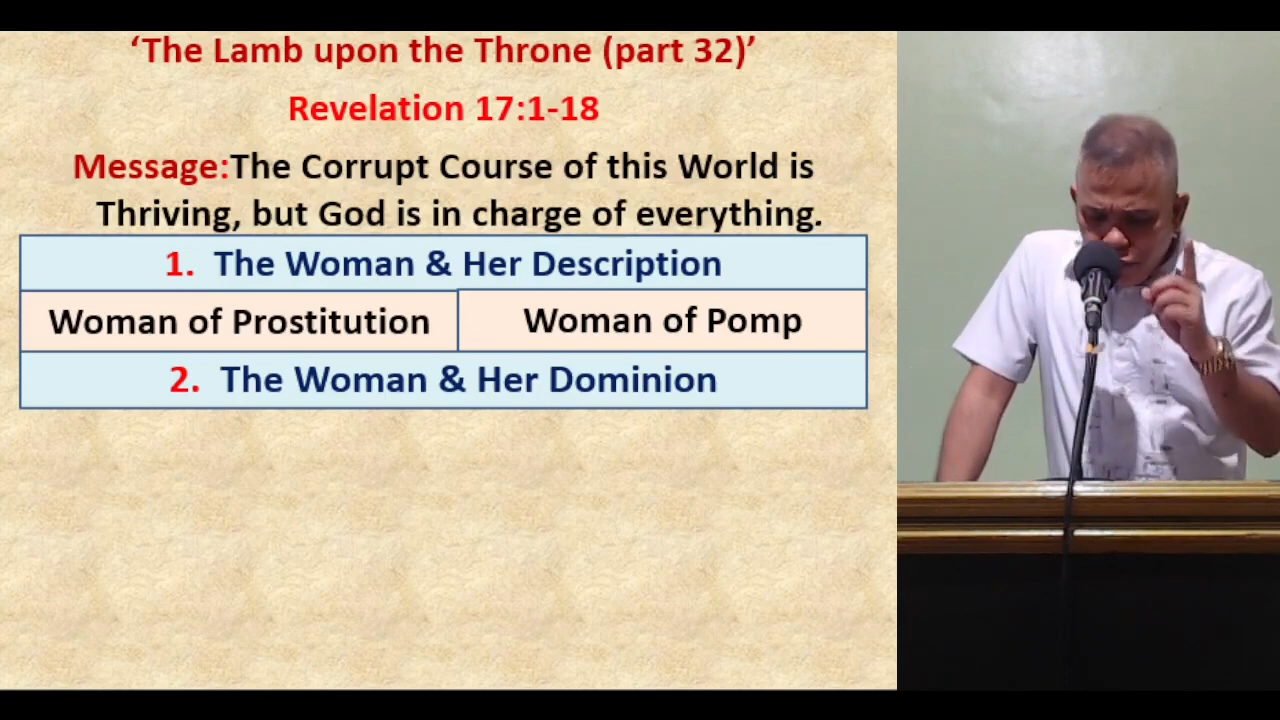 ‘The Lamb upon the Throne (part 32)’
Revelation 17:1-18
Message:The Corrupt Course of this World is
Thriving, but God is in charge of everything.
1. The Woman & Her Description
Woman of Prostitution
Woman of Pomp
2. The Woman & Her Dominion